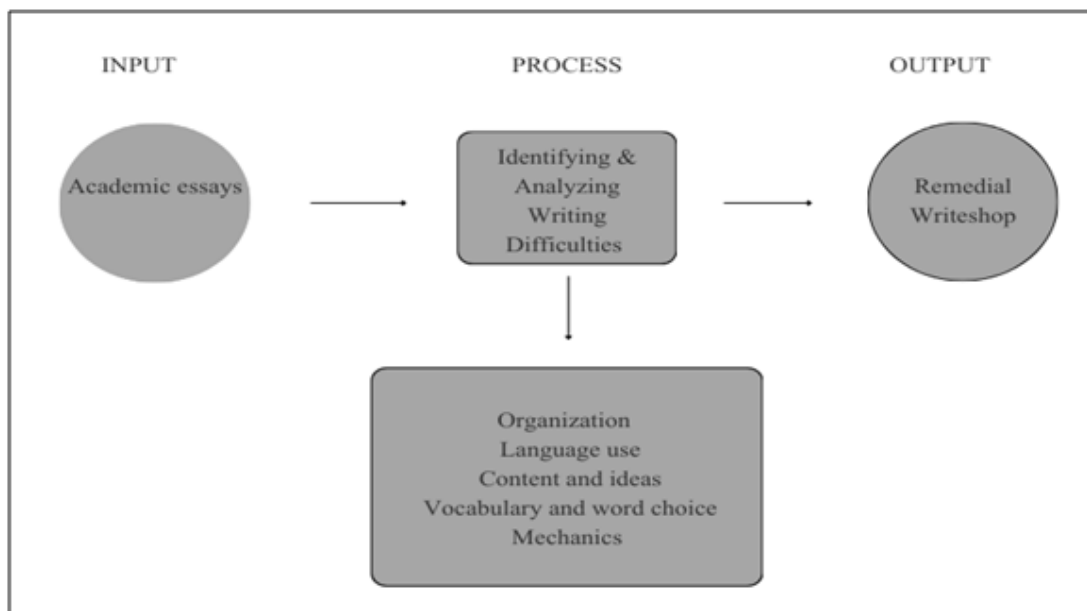 INPUT
PROCESS
OUTPUT
Academic essays
Identifying &
Analyzing
Writing
Difficulties
Remedial
Writeshop
Organization
Language use
Content and ideas
Vocabulary and word choice
Mechanics